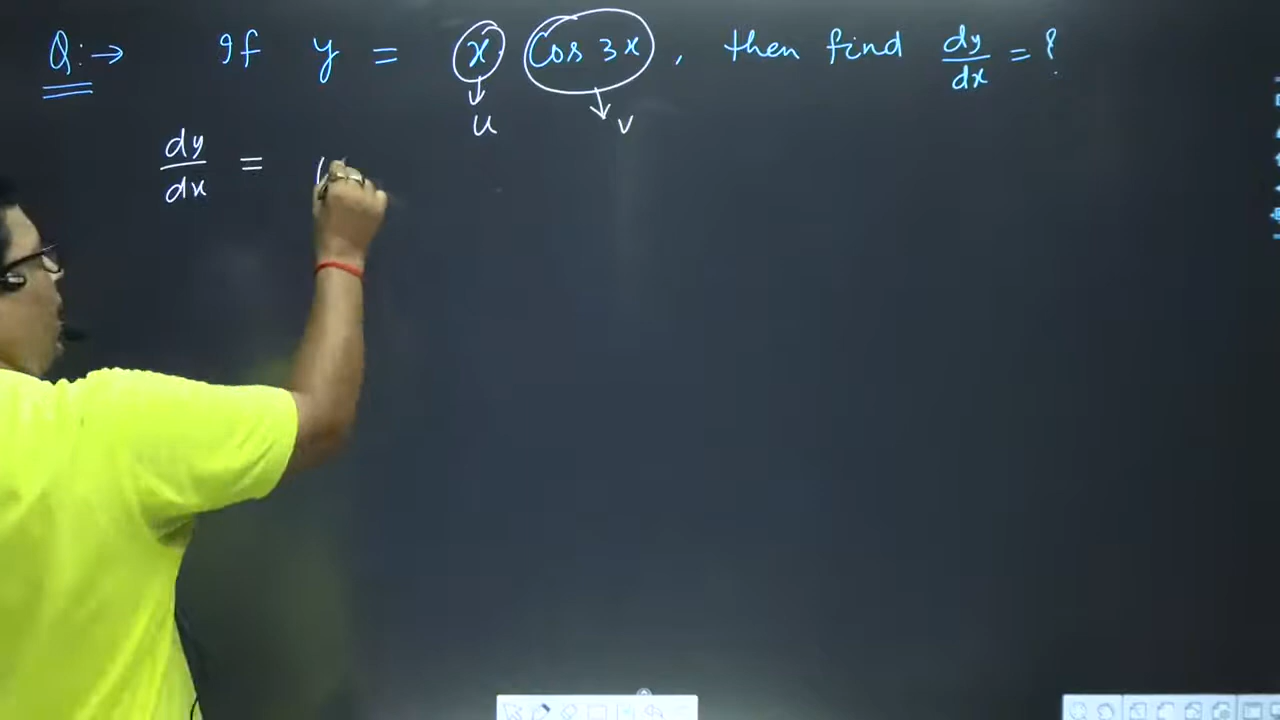 Q:→ If y = x Cos 3x, then find dy/dx = ?
u v
dy/dx =